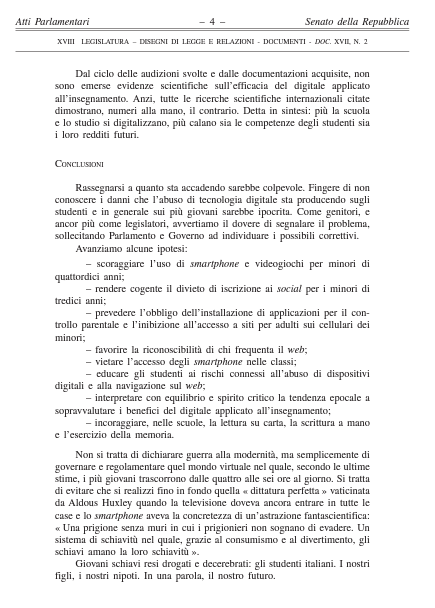 Atti Parlamentari – 4 – Senato della Repubblica
XVIII LEGISLATURA – DISEGNI DI LEGGE E RELAZIONI - DOCUMENTI - DOC. XVII, N. 2
Dal ciclo delle audizioni svolte e dalle documentazioni acquisite, non
sono emerse evidenze scientifiche sull'efficacia del digitale applicato
all'insegnamento. Anzi, tutte le ricerche scientifiche internazionali citate
dimostrano, numeri alla mano, il contrario. Detta in sintesi: più la scuola
e lo studio si digitalizzano, più calano sia le competenze degli studenti sia
i loro redditi futuri.
Conclusioni
Rassegnarsi a quanto sta accadendo sarebbe colpevole. Fingere di non
conoscere i danni che l'abuso di tecnologia digitale sta producendo sugli
studenti e in generale sui più giovani sarebbe ipocrita. Come genitori, e
ancor più come legislatori, avvertiamo il dovere di segnalare il problema,
sollecitando Parlamento e Governo ad individuare i possibili correttivi.
Avanziamo alcune ipotesi:
– scoraggiare l'uso di smartphone e videogiochi per minori di
quattordici anni;
– rendere cogente il divieto di iscrizione ai social per i minori di
tredici anni;
– prevedere l'obbligo dell'installazione di applicazioni per il con-
trollo parentale e l'inibizione all'accesso a siti per adulti sui cellulari dei
minori;
– favorire la riconoscibilità di chi frequenta il web;
– vietare l'accesso degli smartphone nelle classi;
– educare gli studenti ai rischi connessi all'abuso di dispositivi
digitali e alla navigazione sul web;
– interpretare con equilibrio e spirito critico la tendenza epocale a
sopravvalutare i benefici del digitale applicato all'insegnamento;
– incoraggiare, nelle scuole, la lettura su carta, la scrittura a mano
e l'esercizio della memoria.
Non si tratta di dichiarare guerra alla modernità, ma semplicemente di
governare e regolamentare quel mondo virtuale nel quale, secondo le ultime
stime, i più giovani trascorrono dalle quattro alle sei ore al giorno. Si tratta
di evitare che si realizzi fino in fondo quella « dittatura perfetta » vaticinata
da Aldous Huxley quando la televisione doveva ancora entrare in tutte le
case e lo smartphone aveva la concretezza di un'astrazione fantascientifica:
« Una prigione senza muri in cui i prigionieri non sognano di evadere. Un
sistema di schiavitù nel quale, grazie al consumismo e al divertimento, gli
schiavi amano la loro schiavitù ».
Giovani schiavi resi drogati e decerebrati: gli studenti italiani. I nostri
figli, i nostri nipoti. In una parola, il nostro futuro.